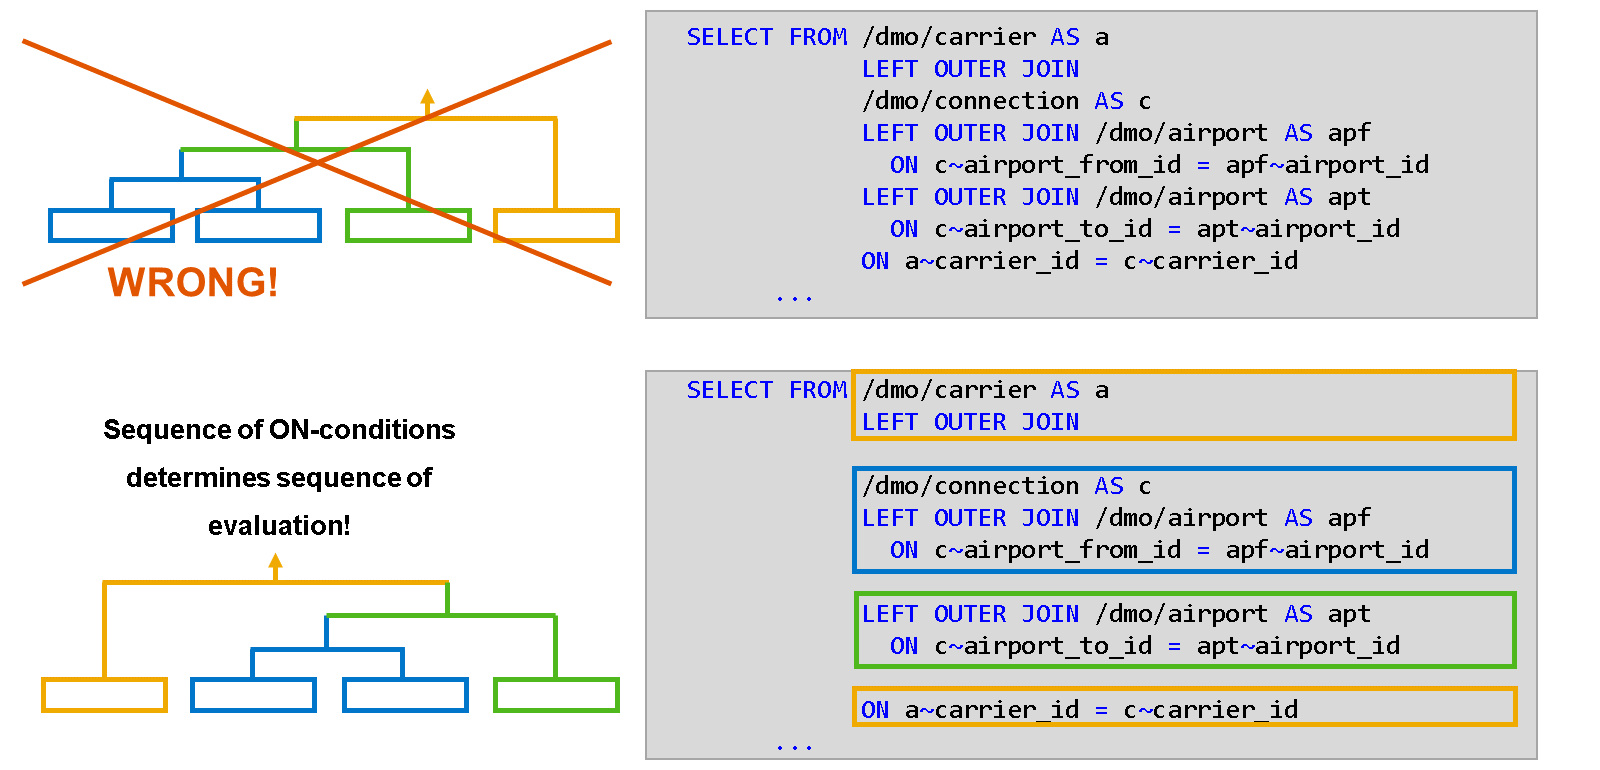 SELECT FROM /dmo/carrier AS a
LEFT OUTER JOIN
/dmo/connection AS c
LEFT OUTER JOIN /dmo/airport AS apf
ON c~airport_from_id = apf~airport_id
LEFT OUTER JOIN /dmo/airport AS apt
ON c~airport_to_id = apt~airport_id
ON a~carrier_id = c~carrier_id
...
WRONG!
Sequence of ON-conditions
determines sequence of
evaluation!
SELECT FROM /dmo/carrier AS a
LEFT OUTER JOIN
/dmo/connection AS c
LEFT OUTER JOIN /dmo/airport AS apf
ON c~airport_from_id = apf~airport_id
LEFT OUTER JOIN /dmo/airport AS apt
ON c~airport_to_id = apt~airport_id
ON a~carrier_id = c~carrier_id
...